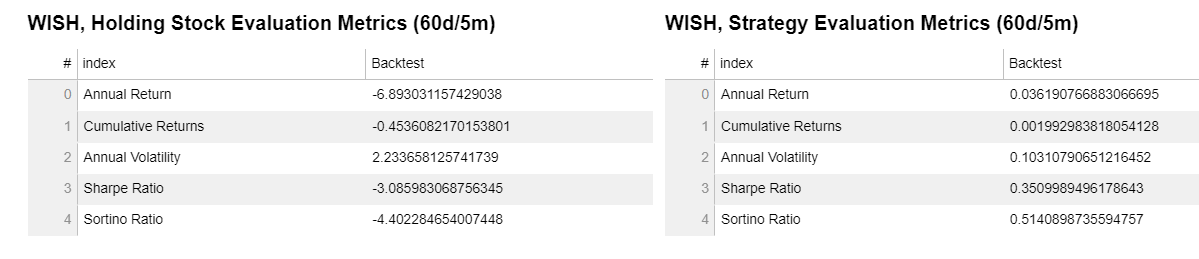 WISH, Holding Stock Evaluation Metrics (60d/5m)
# index Backtest
0 Annual Return -6.893031157429038
1 Cumulative Returns -0.4536082170153801
2 Annual Volatility 2.233658125741739
3 Sharpe Ratio -3.085983068756345
4 Sortino Ratio -4.402284654007448
WISH, Strategy Evaluation Metrics (60d/5m)
# index Backtest
0 Annual Return 0.036190766883066695
1 Cumulative Returns 0.001992983818054128
2 Annual Volatility 0.10310790651216452
3 Sharpe Ratio 0.3509989496178643
4 Sortino Ratio 0.5140898735594757